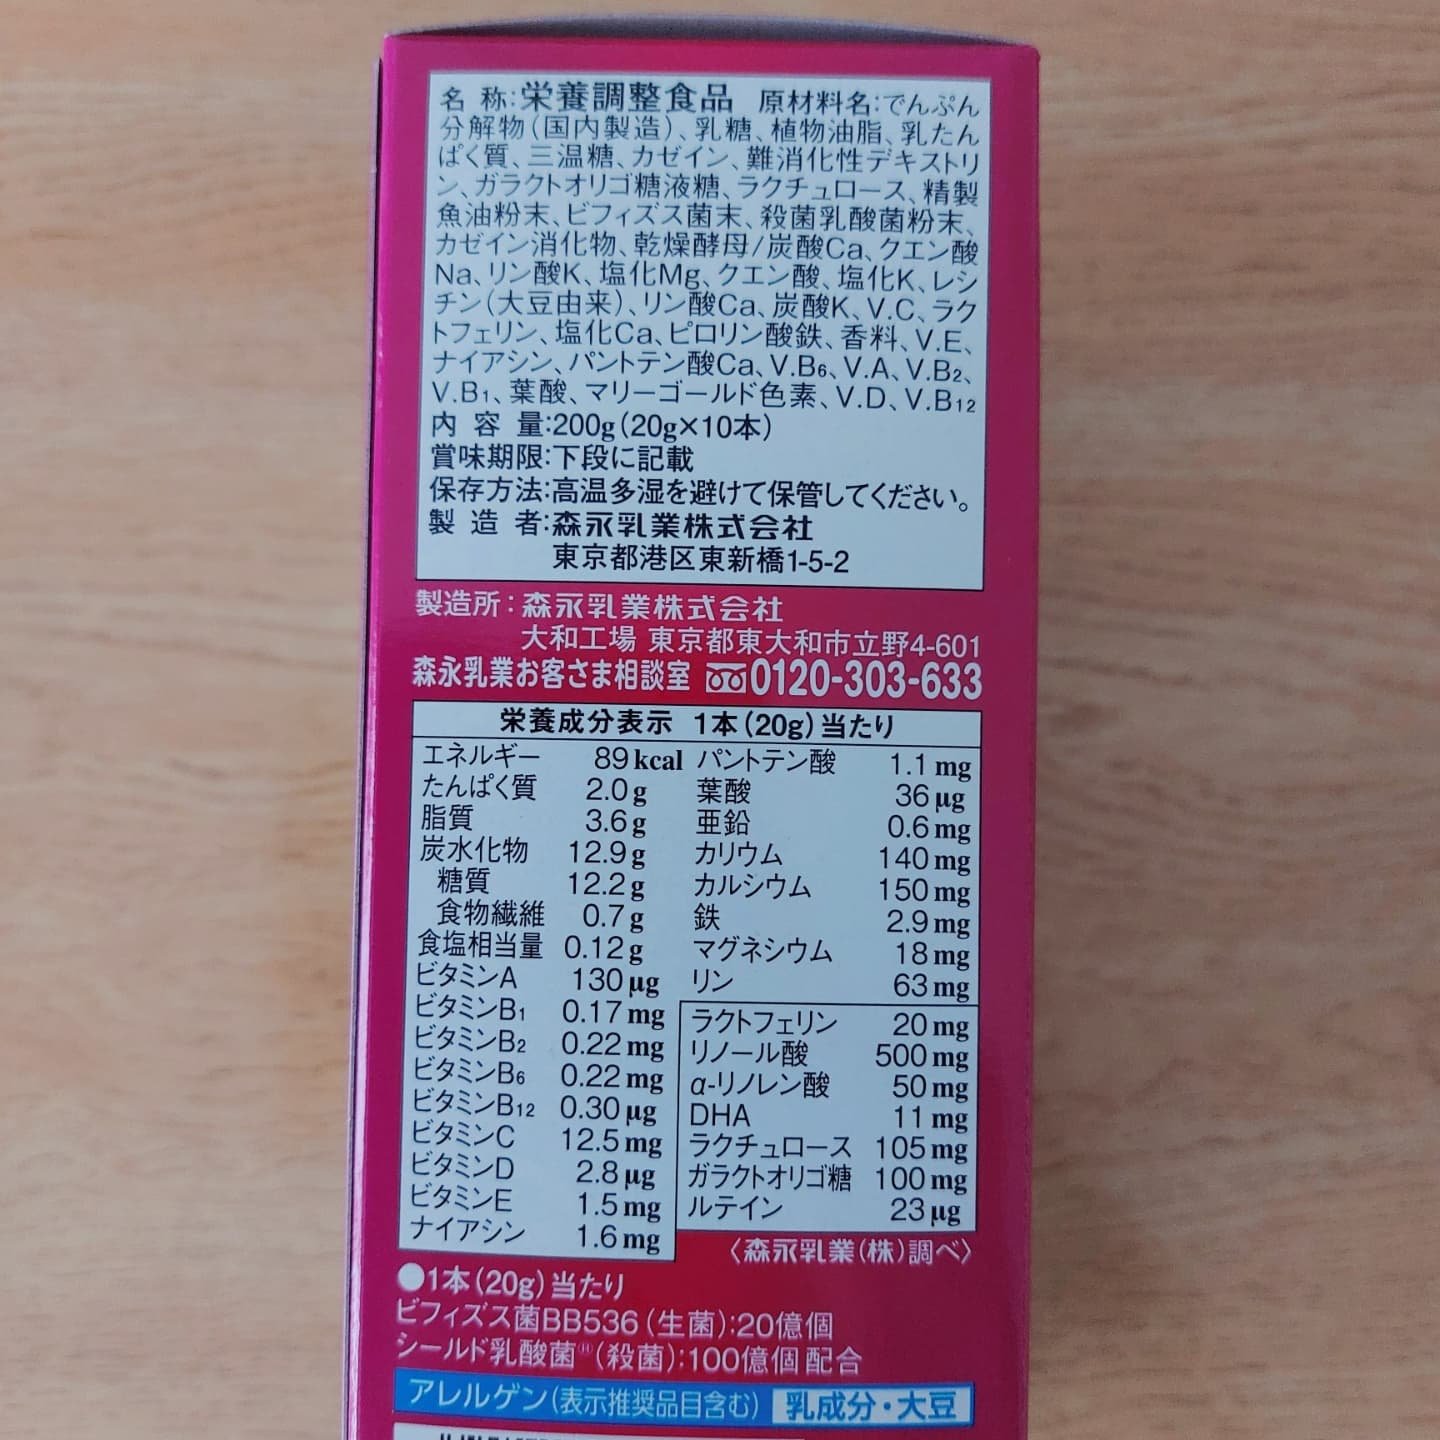 名 称:栄養調整食品 原材料名:でんぷん
分解物(国内製造)、乳糖、植物油脂、乳たん
ぱく質、三温糖、カゼイン、難消化性デキストリ
ン、ガラクトオリゴ糖液糖、ラクチュロース、精製
魚油粉末、ビフィズス菌末、殺菌乳酸菌粉末、
カゼイン消化物、乾燥酵母/炭酸Ca、クエン酸
Na、リン酸K、塩化Mg、クエン酸、塩化K、レシ
チン(大豆由来)、リン酸Ca、炭酸K、V.C、ラク
トフェリン、塩化Ca、ピロリン酸鉄、香料、V.E、
ナイアシン、パントテン酸Ca、V.B6、V.A、V.B2、
V.B1、葉酸、マリーゴールド色素、V.D、V.B12
内 容 量:200g(20g×10本)
賞味期限:下段に記載
保存方法:高温多湿を避けて保管してください。
製 造 者:森永乳業株式会社
東京都港区東新橋1-5-2
製造所:森永乳業株式会社
大和工場 東京都東大和市立野4-601
森永乳業お客さま相談室 0120-303-633
栄養成分表示 1本(20g)当たり
エネルギー 89kcal
たんぱく質 2.0g
脂質 3.6g
炭水化物 12.9g
糖質 12.2g
食物繊維 0.7g
食塩相当量 0.12g
ビタミンA 130μg
ビタミンB1 0.17mg
ビタミンB2 0.22mg
ビタミンB6 0.22mg
ビタミンB12 0.30μg
ビタミンC 12.5mg
ビタミンD 2.8μg
ビタミンE 1.5mg
ナイアシン 1.6mg
パントテン酸 1.1mg
葉酸 36μg
亜鉛 0.6mg
カリウム 140mg
カルシウム 150mg
鉄 2.9mg
マグネシウム 18mg
リン 63mg
ラクトフェリン 20mg
リノール酸 500mg
α-リノレン酸 50mg
DHA 11mg
ラクチュロース 105mg
ガラクトオリゴ糖 100mg
ルテイン 23μg
〈森永乳業(株)調べ〉
●1本(20g)当たり
ビフィズス菌BB536(生菌):20億個
シールド乳酸菌®(殺菌):100億個配合
アレルゲン(表示推奨品目含む) 乳成分・大豆